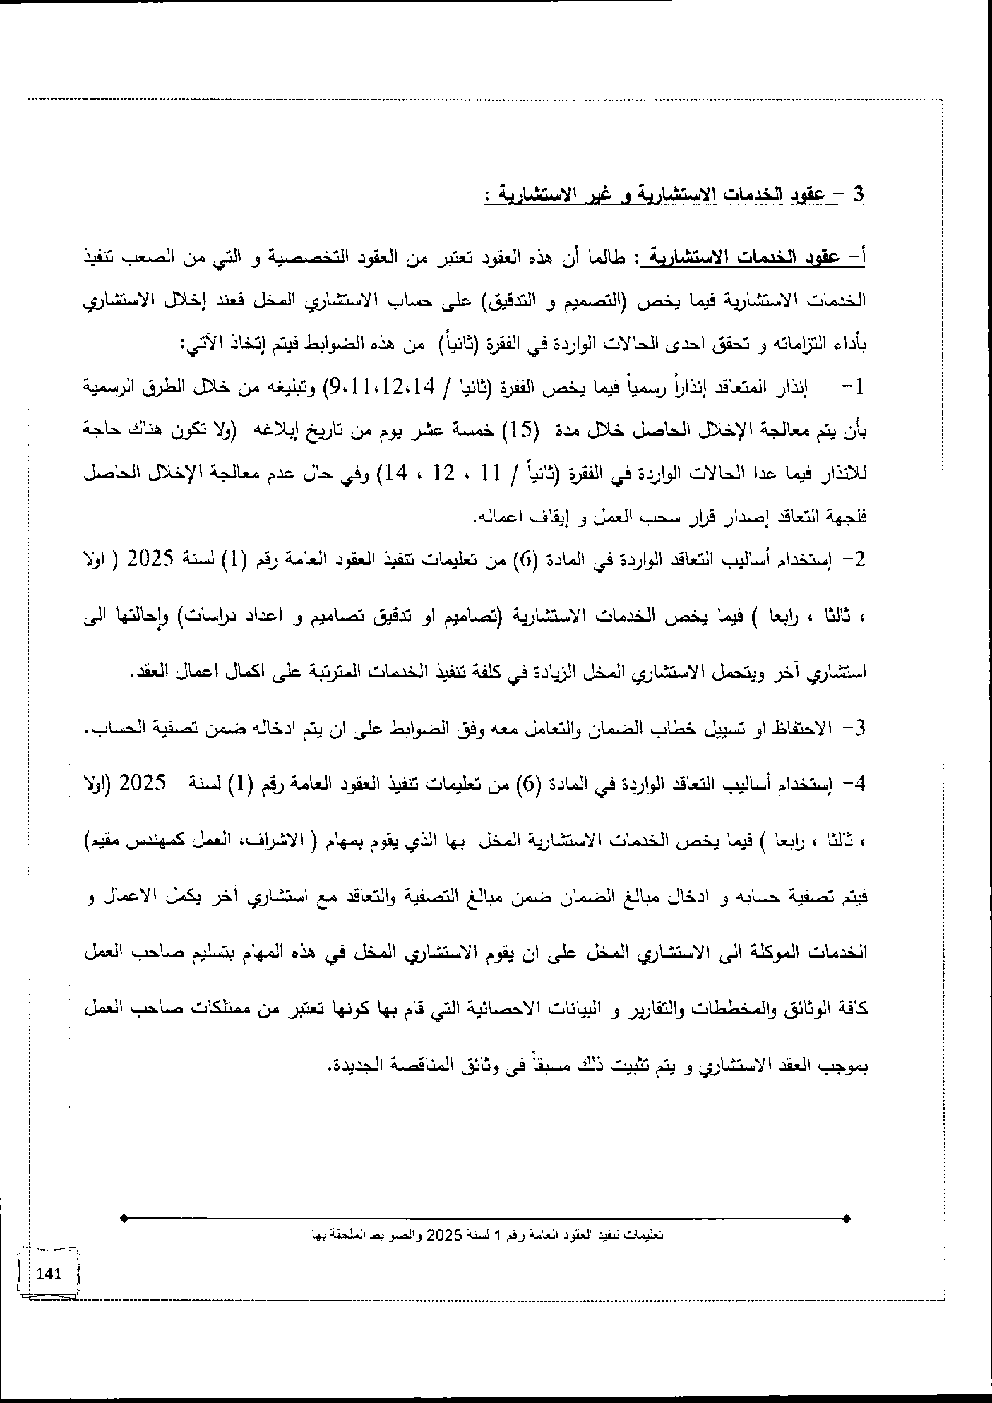 3 – عقود الخدمات الاستشارية و غير الاستشارية :
أ– عقود الخدمات الاستشارية : طالما أن هذه العقود تعتبر من العقود التخصصية و التي من الصعب تنفيذ
الخدمات الاستشارية فيما يخص (التصميم و التدقيق) على حساب الاستشاري المخل فعند إخلال الاستشاري
بأداء التزاماته و تحقق احدى الحالات الواردة في الفقرة (ثانياً) من هذه الضوابط فيتم إتخاذ الآتي:
1– إنذار المتعاقد إنذاراً رسمياً فيما يخص الفقرة (ثانيا / 9،11،12،14) وتبليغه من خلال الطرق الرسمية
بأن يتم معالجة الإخلال الحاصل خلال مدة (15) خمسة عشر يوم من تاريخ إبلاغه (ولا تكون هناك حاجة
للانذار فيما عدا الحالات الواردة في الفقرة (ثانياً / 11 ، 12 ، 14) وفي حال عدم معالجة الإخلال الحاصل
فلجهة التعاقد إصدار قرار سحب العمل و إيقاف اعماله.
2– إستخدام أساليب التعاقد الواردة في المادة (6) من تعليمات تنفيذ العقود العامة رقم (1) لسنة 2025 ( اولا
، ثالثا ، رابعا ) فيما يخص الخدمات الاستشارية (تصاميم او تدقيق تصاميم و اعداد دراسات) وإحالتها الى
استشاري آخر ويتحمل الاستشاري المخل الزيادة في كلفة تنفيذ الخدمات المترتبة على اكمال اعمال العقد.
3– الاحتفاظ او تسييل خطاب الضمان والتعامل معه وفق الضوابط على ان يتم ادخاله ضمن تصفية الحساب.
4– إستخدام أساليب التعاقد الواردة في المادة (6) من تعليمات تنفيذ العقود العامة رقم (1) لسنة 2025 (اولا
، ثالثا ، رابعا ) فيما يخص الخدمات الاستشارية المخل بها الذي يقوم بمهام ( الاشراف، العمل كمهندس مقيم)
فيتم تصفية حسابه و ادخال مبالغ الضمان ضمن مبالغ التصفية والتعاقد مع استشاري آخر يكمل الاعمال و
الخدمات الموكلة الى الاستشاري المخل على ان يقوم الاستشاري المخل في هذه المهام بتسليم صاحب العمل
كافة الوثائق والمخططات والتقارير و البيانات الاحصائية التي قام بها كونها تعتبر من ممتلكات صاحب العمل
بموجب العقد الاستشاري و يتم تثبيت ذلك مسبقاً في وثائق المناقصة الجديدة.
تعليمات تنفيذ العقود العامة رقم 1 لسنة 2025 والضوابط الملحقة بها
141